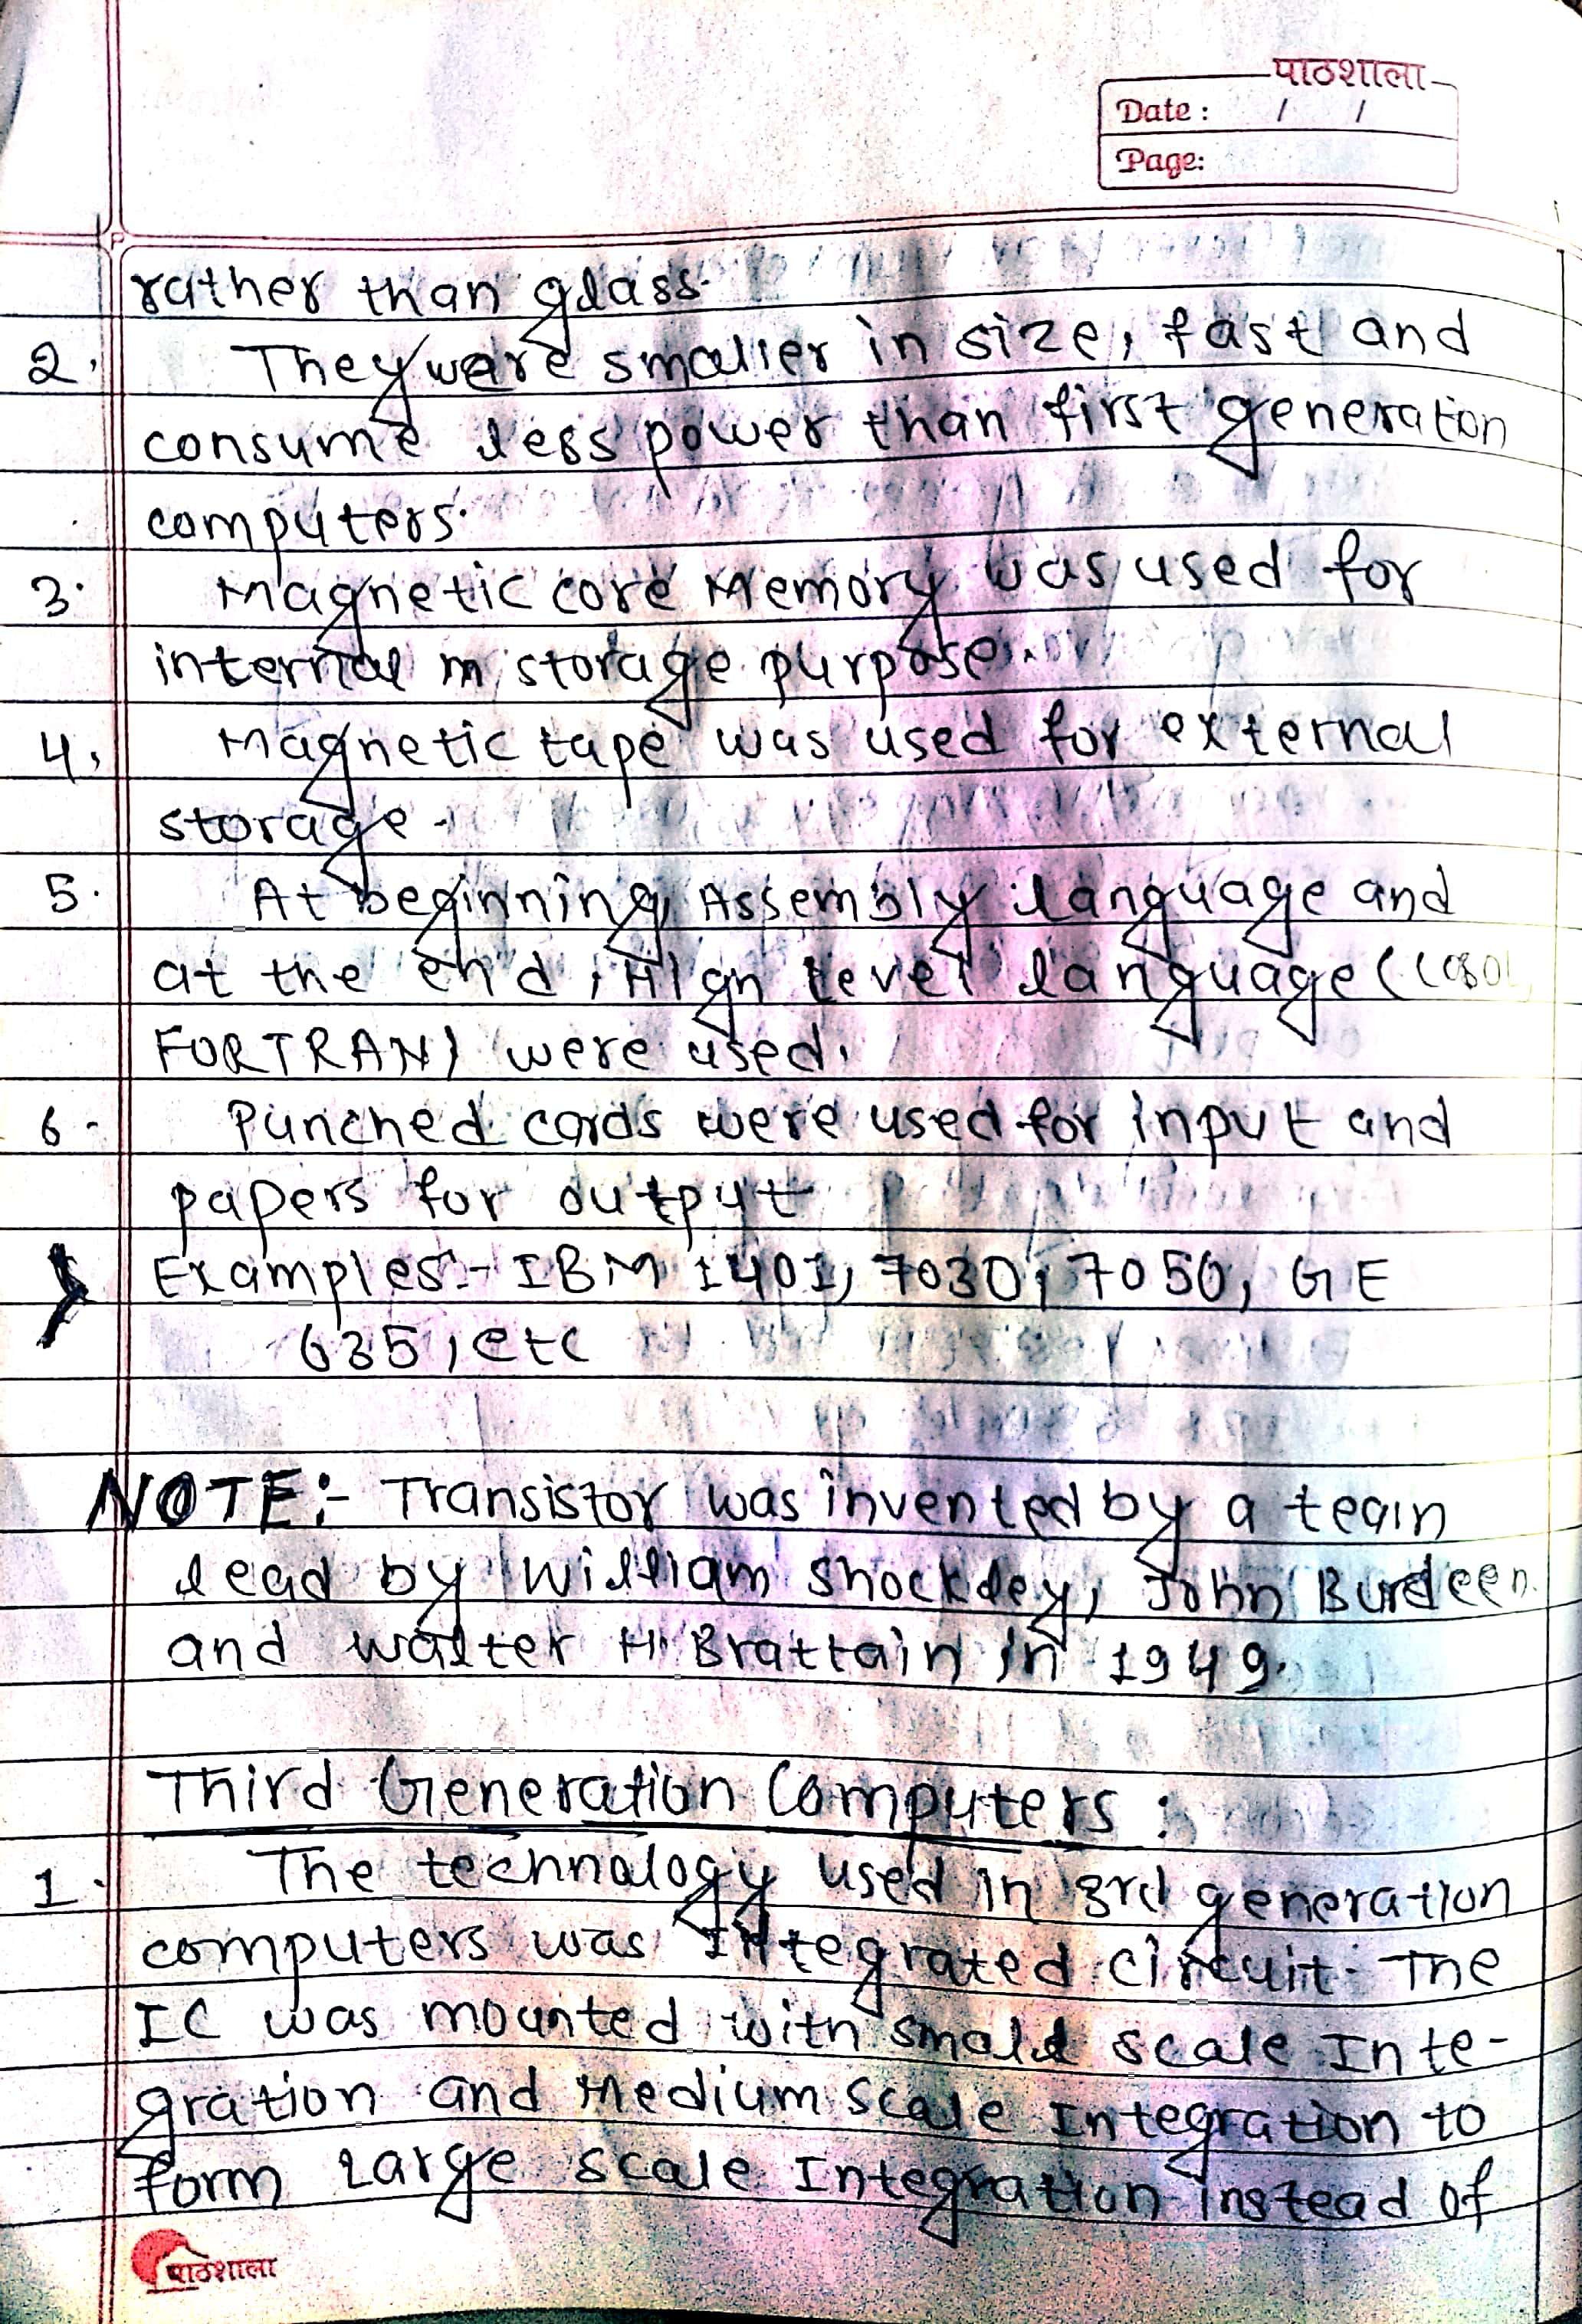 पाठशाला
Date : / /
Page:
rather than glass.
2. They were smaller in size, fast and
consume less power than first generation
computers.
3. Magnetic core Memory was used for
internal m storage purpose.
4. Magnetic tape was used for external
storage.
5. At beginning, Assembly language and
at the end, High level language (COBOL,
FORTRAN) were used.
6. Punched cards were used for input and
papers for output
Examples:- IBM 1401, 7030, 7050, GE
635, etc
NOTE:- Transistor was invented by a team
lead by William Shockley, John Burdeen
and Walter H. Brattain in 1949.
Third Generation Computers :
1. The technology used in 3rd generation
computers was Integrated circuit. The
IC was mounted with small scale Inte-
gration and Medium scale Integration to
form Large scale Integration instead of
पाठशाला